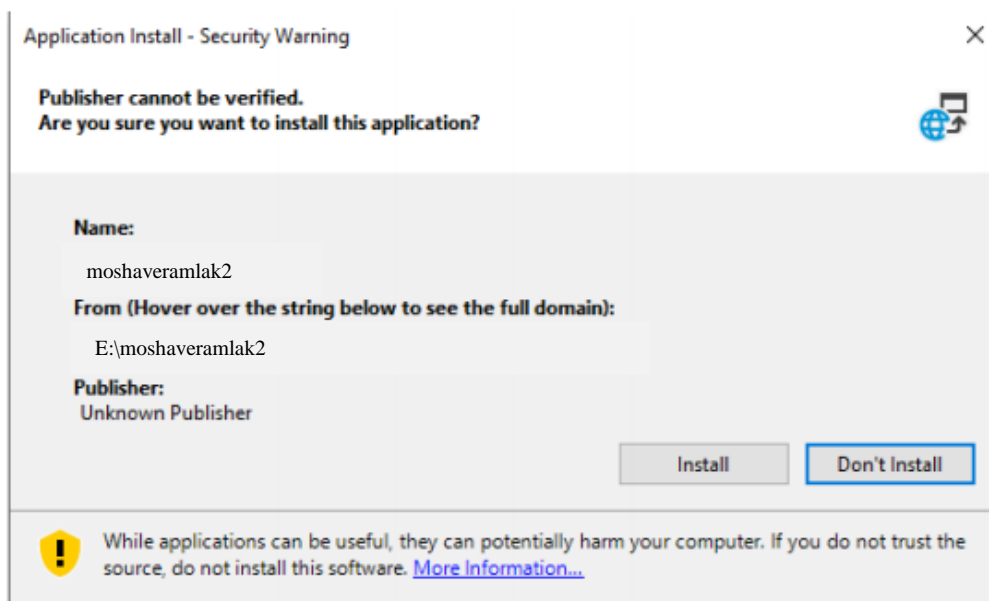 Application Install - Security Warning
Publisher cannot be verified.
Are you sure you want to install this application?
Name:
moshaveramlak2
From (Hover over the string below to see the full domain):
E:\moshaveramlak2
Publisher:
Unknown Publisher
Install Don't Install
While applications can be useful, they can potentially harm your computer. If you do not trust the
source, do not install this software. More Information...